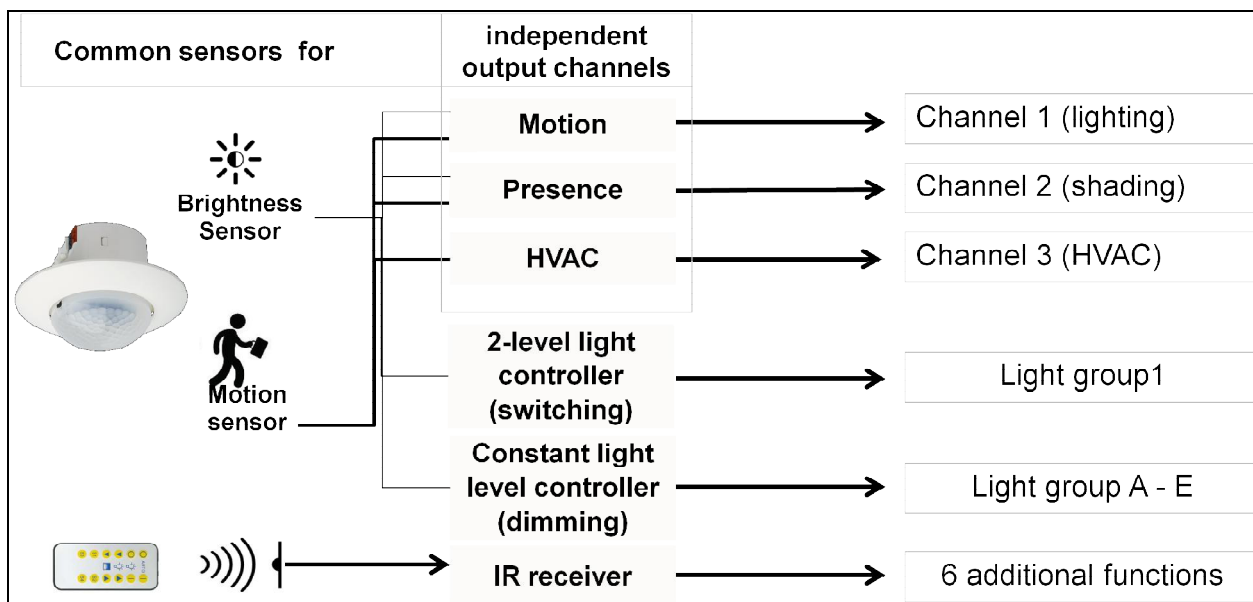 Common sensors for
independent
output channels
Motion
Channel 1 (lighting)
Brightness
Sensor
Presence
Channel 2 (shading)
HVAC
Channel 3 (HVAC)
Motion
sensor
2-level light
controller
(switching)
Light group1
Constant light
level controller
(dimming)
Light group A - E
IR receiver
6 additional functions